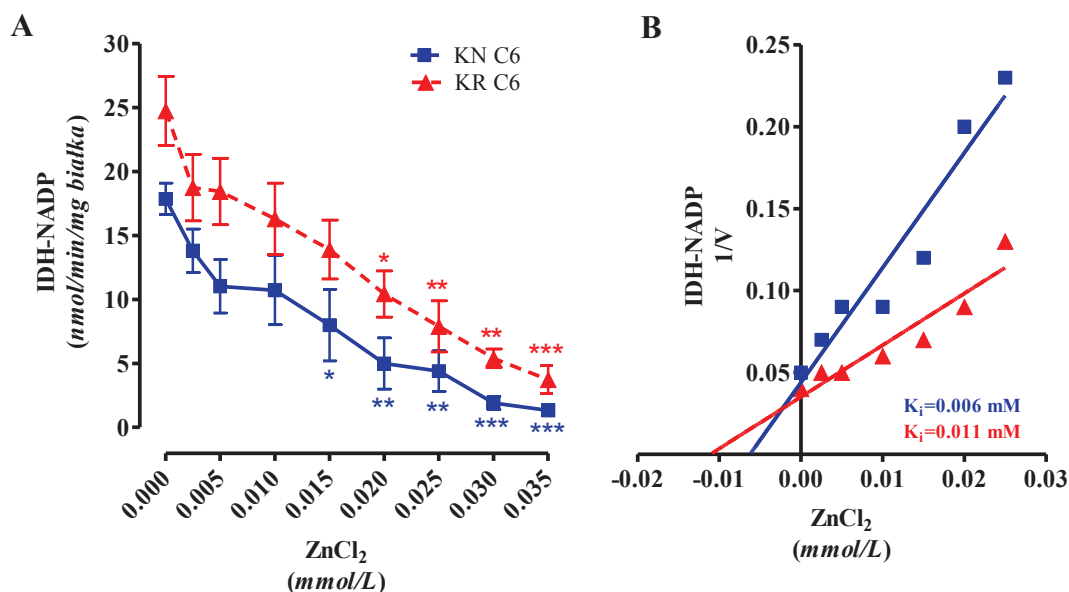 A
IDH-NADP
(nmol/min/mg białka)
30
25
20
15
10
5
0
KN C6
KR C6
*
**
**
***
*
**
**
***
***
0.000
0.005
0.010
0.015
0.020
0.025
0.030
0.035
ZnCl₂
(mmol/L)
B
IDH-NADP
1/V
0.25
0.20
0.15
0.10
0.05
Kᵢ=0.006 mM
Kᵢ=0.011 mM
-0.02
-0.01
0.00
0.01
0.02
0.03
ZnCl₂
(mmol/L)